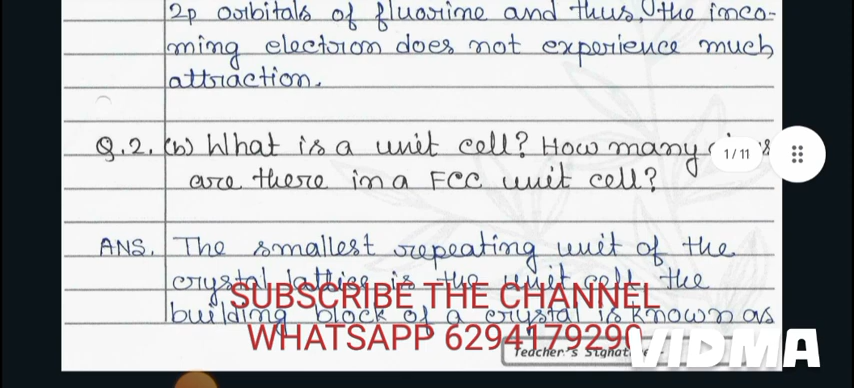 2p orbitals of fluorine and thus, the inco-
ming electron does not experience much
attraction.
Q.2. (b) What is a unit cell? How many
1/11
are there in a FCC unit cell?
ANS. The smallest repeating unit of the
crystal lattice is the unit cell, the
SUBSCRIBE THE CHANNEL
building block of a crystal is known as
WHATSAPP 6294179290
Teacher's
VIDMA